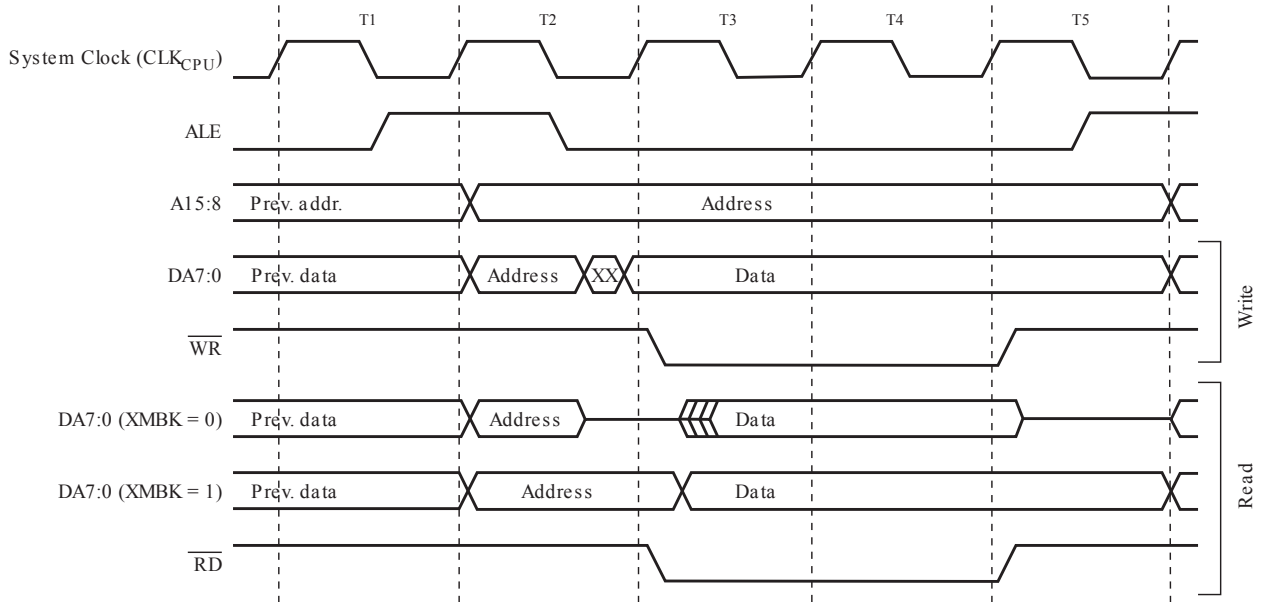 T1 T2 T3 T4 T5
System Clock (CLKCPU)
ALE
A15:8 Prev. addr. Address
DA7:0 Prev. data Address XX Data
WR
Write
DA7:0 (XMBK = 0) Prev. data Address Data
DA7:0 (XMBK = 1) Prev. data Address Data
RD
Read